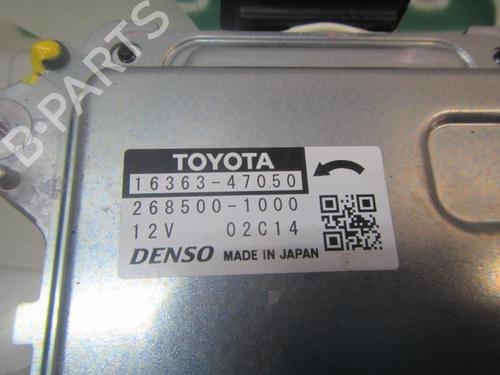 B-PARTS
TOYOTA
16363-47050
268500-1000
12V 02C14
DENSO MADE IN JAPAN